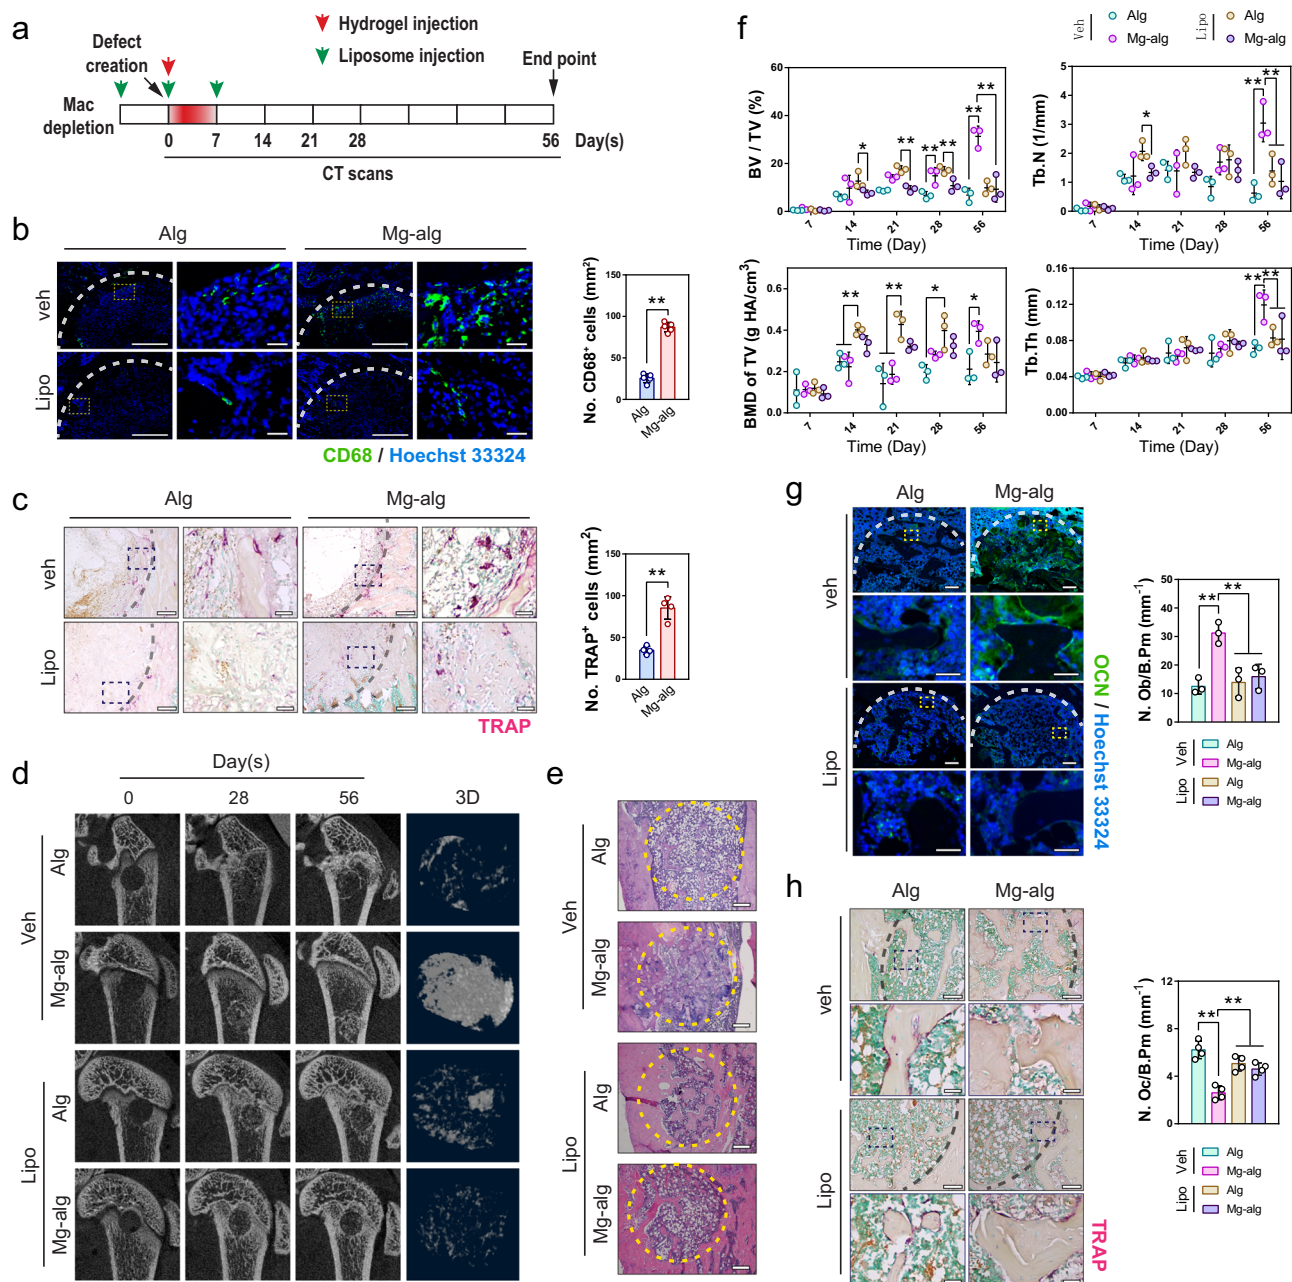 a
Hydrogel injection
Liposome injection
Defect
creation
End point
Mac
depletion
0 7 14 21 28 56 Day(s)
CT scans
b
Alg Mg-alg
veh
Lipo
CD68 / Hoechst 33324
No. CD68⁺ cells (mm²)
150
100
50
0
**
Alg
Mg-alg
c
Alg Mg-alg
veh
Lipo
TRAP
No. TRAP⁺ cells (mm²)
150
100
50
0
**
Alg
Mg-alg
d
Day(s)
0 28 56 3D
Veh
Alg
Mg-alg
Lipo
Alg
Mg-alg
e
Veh
Alg
Mg-alg
Lipo
Alg
Mg-alg
f
Veh
Alg
Mg-alg
Lipo
Alg
Mg-alg
BV / TV (%)
60
40
20
0
* ** ** ** ** **
7 14 21 28 56
Time (Day)
Tb.N (1/mm)
5
4
3
2
1
0
* ** **
7 14 21 28 56
Time (Day)
BMD of TV (g HA/cm³)
0.6
0.4
0.2
0.0
** ** * *
7 14 21 28 56
Time (Day)
Tb.Th (mm)
0.16
0.12
0.08
0.04
0.00
** **
7 14 21 28 56
Time (Day)
g
Alg Mg-alg
veh
Lipo
OCN / Hoechst 33324
N. Ob/B.Pm (mm⁻¹)
50
40
30
20
10
0
** **
Veh
Alg
Mg-alg
Lipo
Alg
Mg-alg
h
Alg Mg-alg
veh
Lipo
TRAP
N. Oc/B.Pm (mm⁻¹)
12
8
4
0
** **
Veh
Alg
Mg-alg
Lipo
Alg
Mg-alg